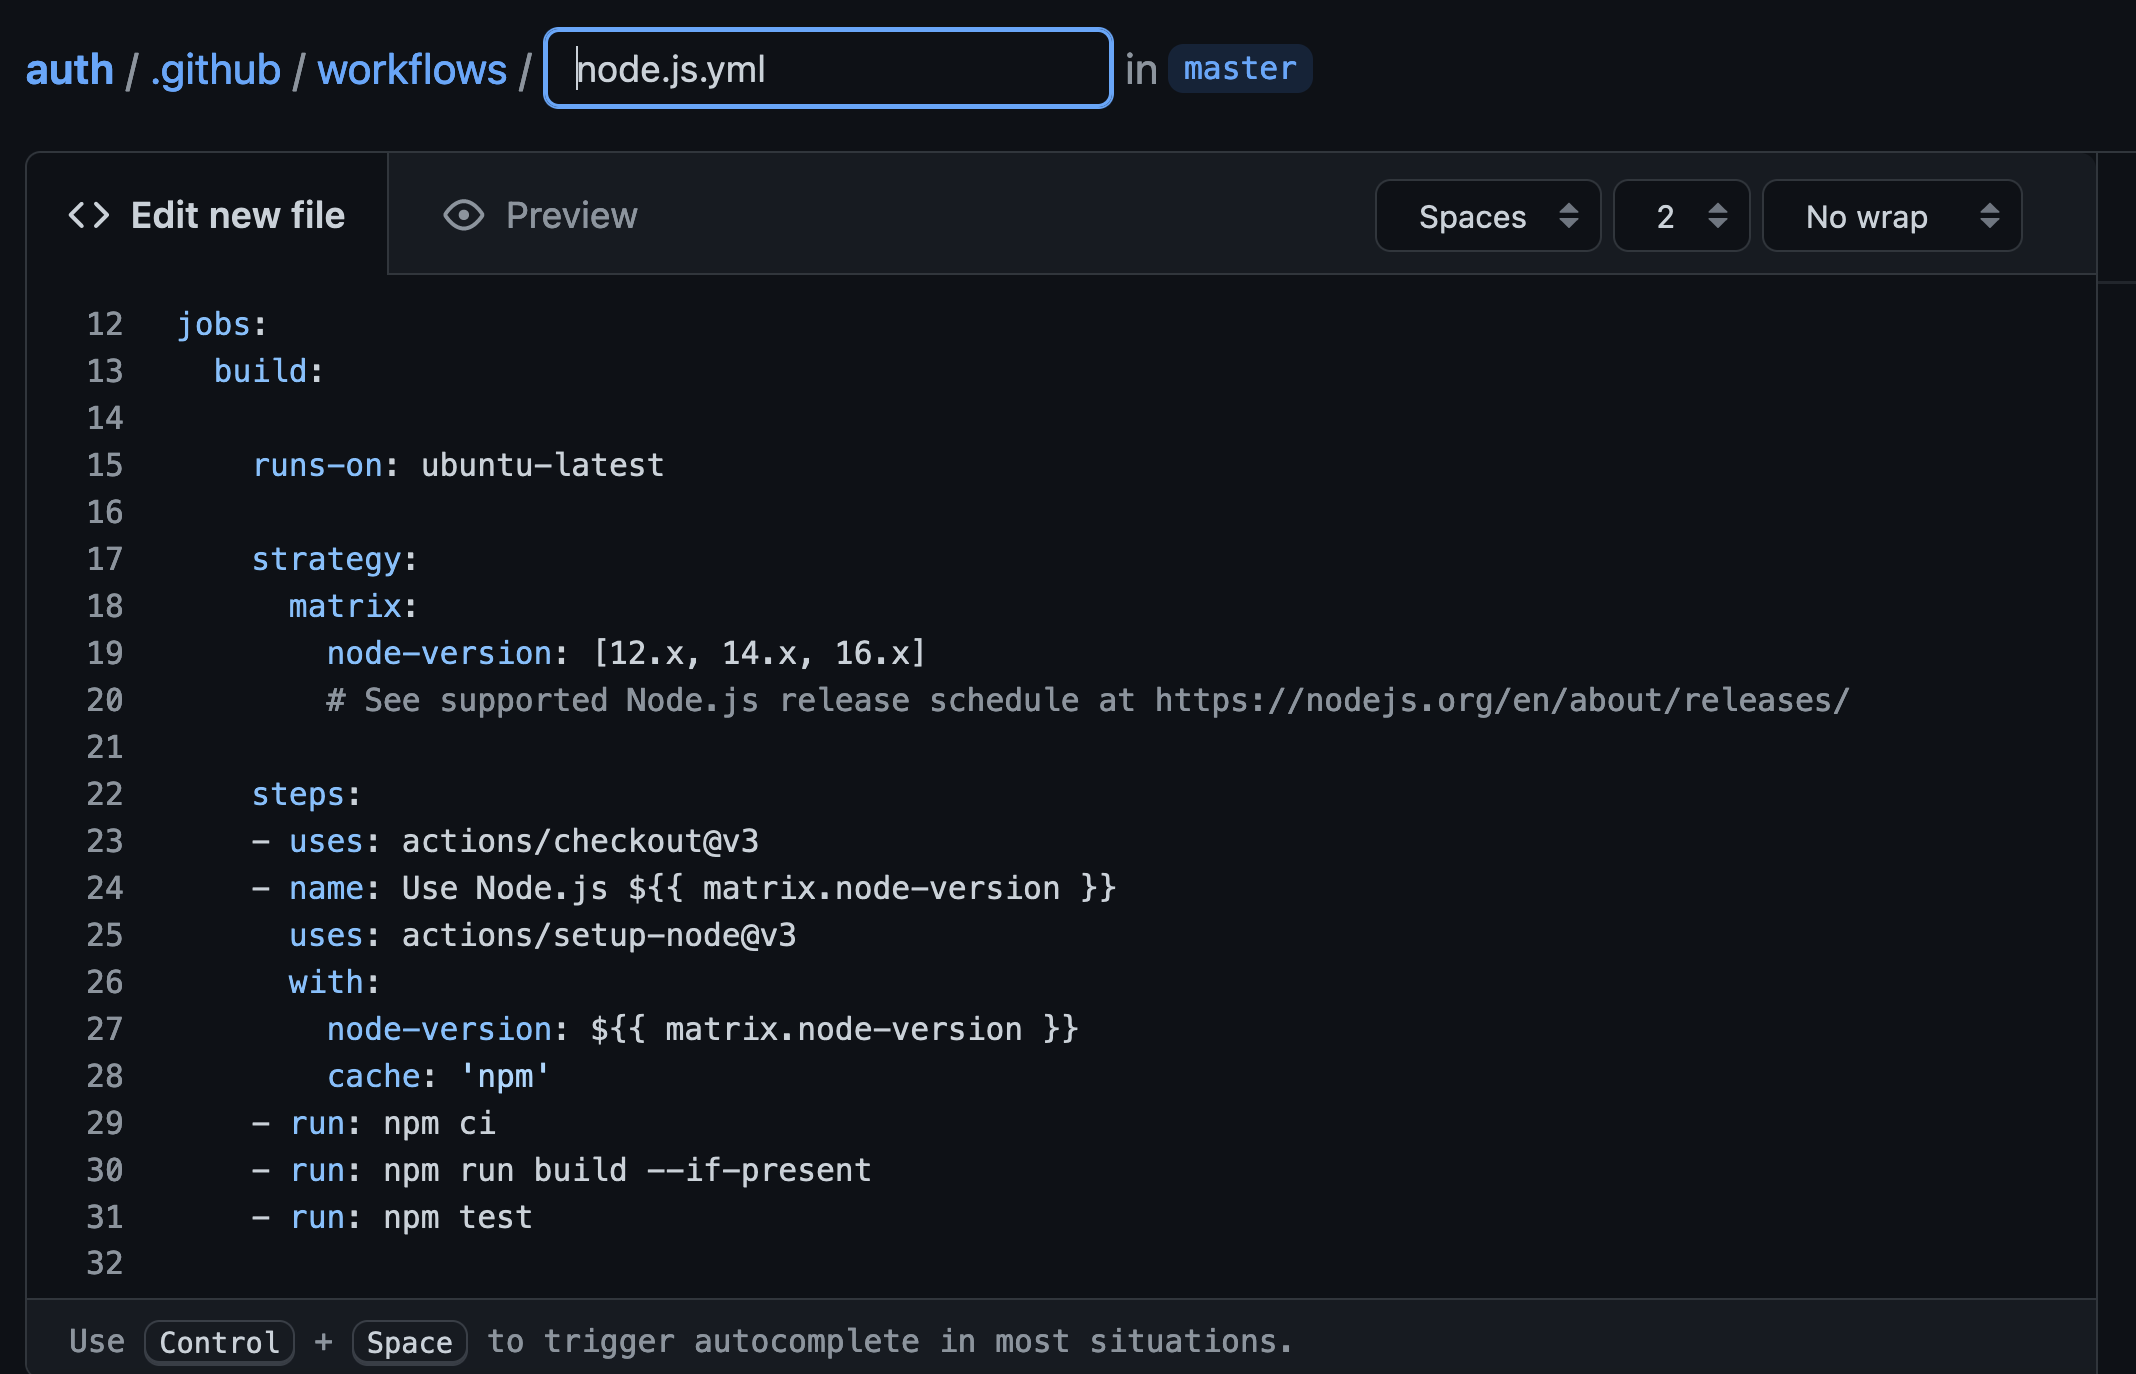 auth / .github / workflows / node.js.yml in master
Edit new file Preview Spaces 2 No wrap
12 jobs:
13 build:
14
15 runs-on: ubuntu-latest
16
17 strategy:
18 matrix:
19 node-version: [12.x, 14.x, 16.x]
20 # See supported Node.js release schedule at https://nodejs.org/en/about/releases/
21
22 steps:
23 - uses: actions/checkout@v3
24 - name: Use Node.js ${{ matrix.node-version }}
25 uses: actions/setup-node@v3
26 with:
27 node-version: ${{ matrix.node-version }}
28 cache: 'npm'
29 - run: npm ci
30 - run: npm run build --if-present
31 - run: npm test
32
Use Control + Space to trigger autocomplete in most situations.